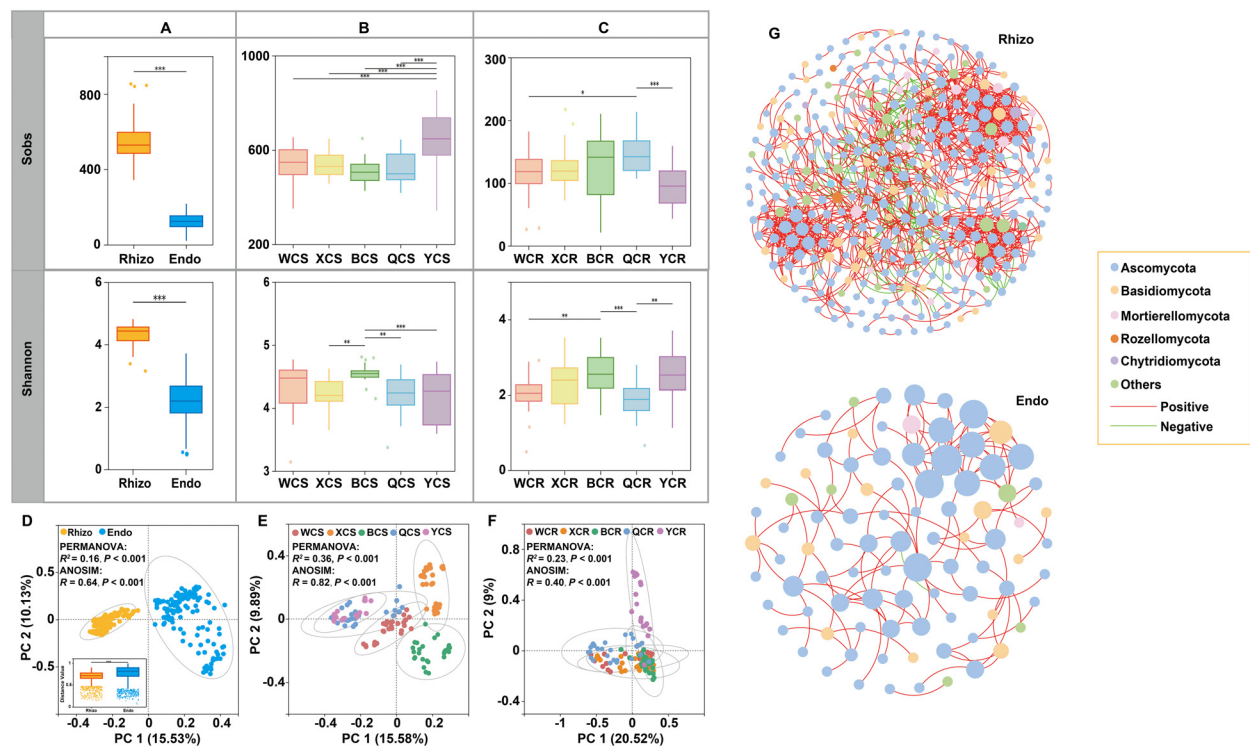 A
B
C
Sobs
800
400
0
***
Rhizo
Endo
1000
600
200
***
***
***
***
WCS
XCS
BCS
QCS
YCS
300
200
100
0
*
***
WCR
XCR
BCR
QCR
YCR
Shannon
6
4
2
0
***
Rhizo
Endo
6
5
4
3
***
**
**
WCS
XCS
BCS
QCS
YCS
4
2
0
**
***
**
WCR
XCR
BCR
QCR
YCR
D
Rhizo
Endo
PERMANOVA:
R² = 0.16, P < 0.001
ANOSIM:
R = 0.64, P < 0.001
PC 2 (10.13%)
0.5
0
-0.5
Distance Value
1
0.5
0
***
Rhizo
Endo
-0.4
-0.2
0
0.2
0.4
PC 1 (15.53%)
E
WCS
XCS
BCS
QCS
YCS
PERMANOVA:
R² = 0.36, P < 0.001
ANOSIM:
R = 0.82, P < 0.001
PC 2 (9.89%)
0.4
0
-0.4
-0.4
-0.2
0
0.2
0.4
PC 1 (15.58%)
F
WCR
XCR
BCR
QCR
YCR
PERMANOVA:
R² = 0.23, P < 0.001
ANOSIM:
R = 0.40, P < 0.001
PC 2 (9%)
0.8
0.4
0
-0.4
-1
-0.5
0
0.5
PC 1 (20.52%)
G
Rhizo
Endo
Ascomycota
Basidiomycota
Mortierellomycota
Rozellomycota
Chytridiomycota
Others
Positive
Negative